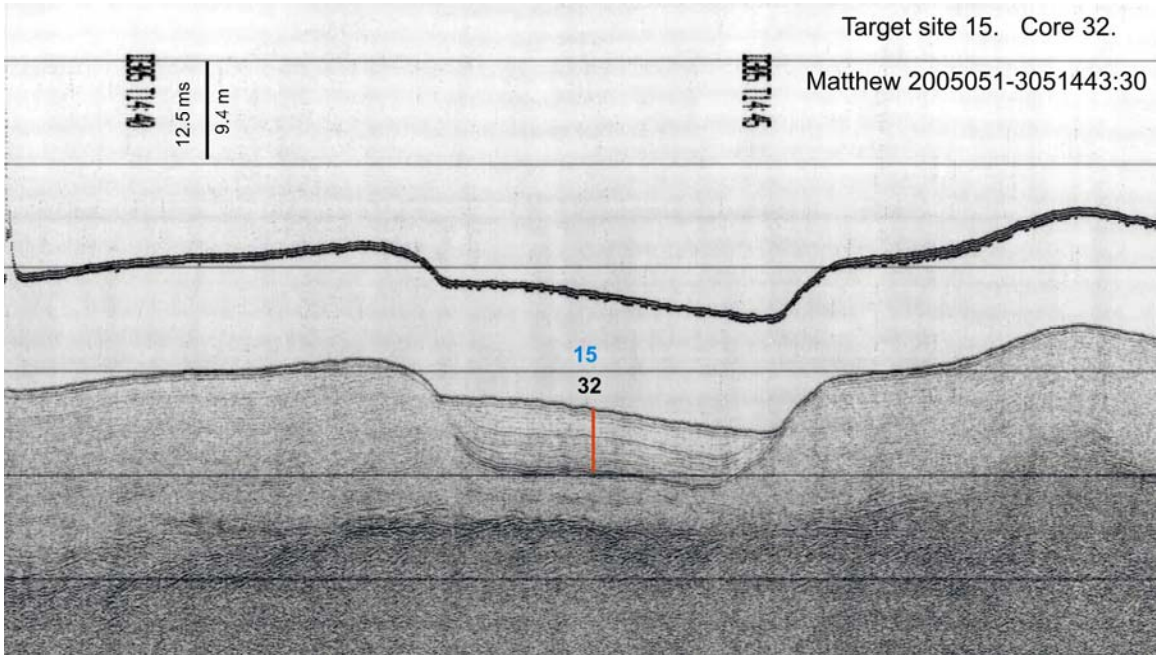 Target site 15. Core 32.
Matthew 2005051-3051443:30
12.5 ms
9.4 m
15
32